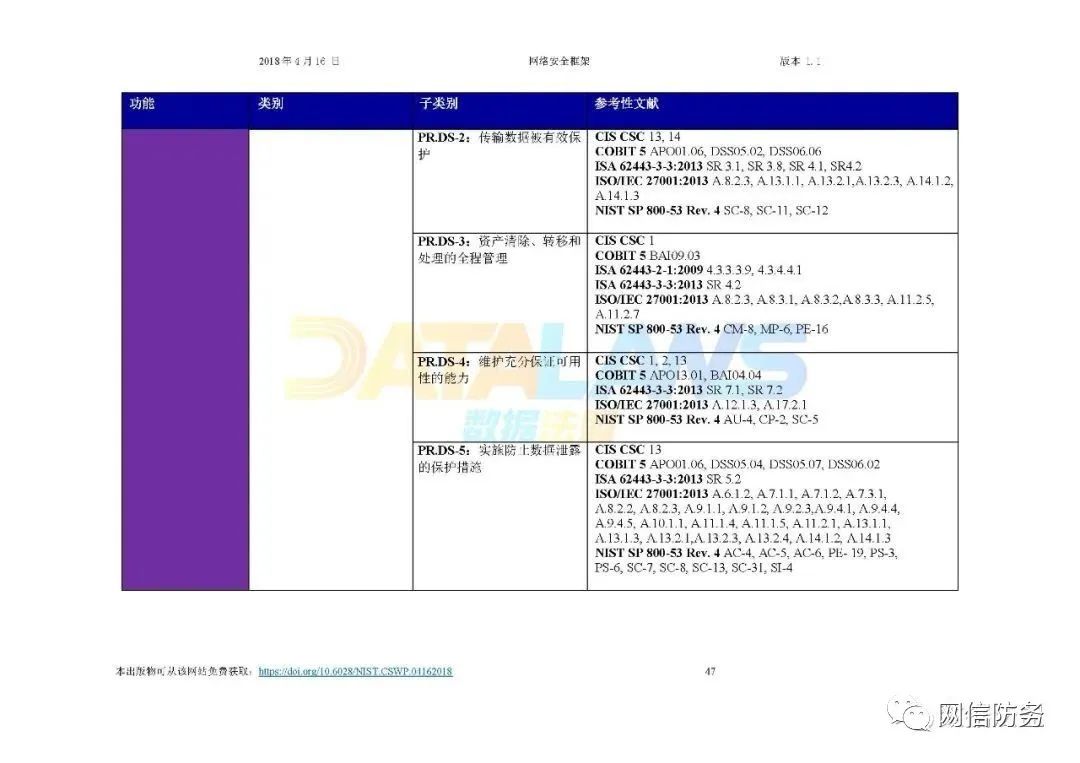 2018年4月16日 网络安全框架 版本 1.1
功能 类别 子类别 参考性文献
PR.DS-2：传输数据被有效保
护
CIS CSC 13, 14
COBIT 5 APO01.06, DSS05.02, DSS06.06
ISA 62443-3-3:2013 SR 3.1, SR 3.8, SR 4.1, SR4.2
ISO/IEC 27001:2013 A.8.2.3, A.13.1.1, A.13.2.1,A.13.2.3, A.14.1.2,
A.14.1.3
NIST SP 800-53 Rev. 4 SC-8, SC-11, SC-12
PR.DS-3：资产清除、转移和
处理的全程管理
CIS CSC 1
COBIT 5 BAI09.03
ISA 62443-2-1:2009 4.3.3.3.9, 4.3.4.4.1
ISA 62443-3-3:2013 SR 4.2
ISO/IEC 27001:2013 A.8.2.3, A.8.3.1, A.8.3.2,A.8.3.3, A.11.2.5,
A.11.2.7
NIST SP 800-53 Rev. 4 CM-8, MP-6, PE-16
PR.DS-4：维护充分保证可用
性的能力
CIS CSC 1, 2, 13
COBIT 5 APO13.01, BAI04.04
ISA 62443-3-3:2013 SR 7.1, SR 7.2
ISO/IEC 27001:2013 A.12.1.3, A.17.2.1
NIST SP 800-53 Rev. 4 AU-4, CP-2, SC-5
DATALAWS
数据法盟
PR.DS-5：实施防止数据泄露
的保护措施
CIS CSC 13
COBIT 5 APO01.06, DSS05.04, DSS05.07, DSS06.02
ISA 62443-3-3:2013 SR 5.2
ISO/IEC 27001:2013 A.6.1.2, A.7.1.1, A.7.1.2, A.7.3.1,
A.8.2.2, A.8.2.3, A.9.1.1, A.9.1.2, A.9.2.3,A.9.4.1, A.9.4.4,
A.9.4.5, A.10.1.1, A.11.1.4, A.11.1.5, A.11.2.1, A.13.1.1,
A.13.1.3, A.13.2.1,A.13.2.3, A.13.2.4, A.14.1.2, A.14.1.3
NIST SP 800-53 Rev. 4 AC-4, AC-5, AC-6, PE- 19, PS-3,
PS-6, SC-7, SC-8, SC-13, SC-31, SI-4
本出版物可从该网站免费获取：https://doi.org/10.6028/NIST.CSWP.04162018 47
网信防务